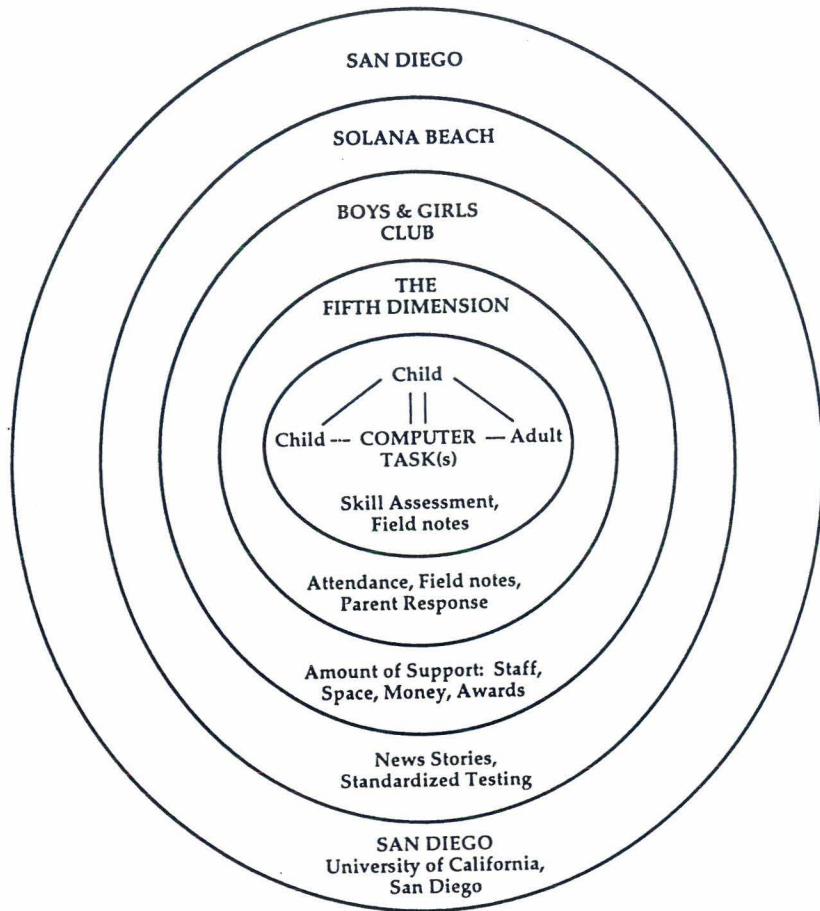 SAN DIEGO
SOLANA BEACH
BOYS & GIRLS
CLUB
THE
FIFTH DIMENSION
Child
Child -- COMPUTER — Adult
TASK(s)
Skill Assessment,
Field notes
Attendance, Field notes,
Parent Response
Amount of Support: Staff,
Space, Money, Awards
News Stories,
Standardized Testing
SAN DIEGO
University of California,
San Diego